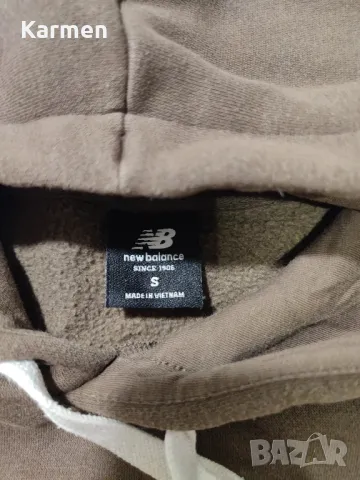 Karmen
NB
new balance
SINCE 1906
S
MADE IN VIETNAM
BAZAR